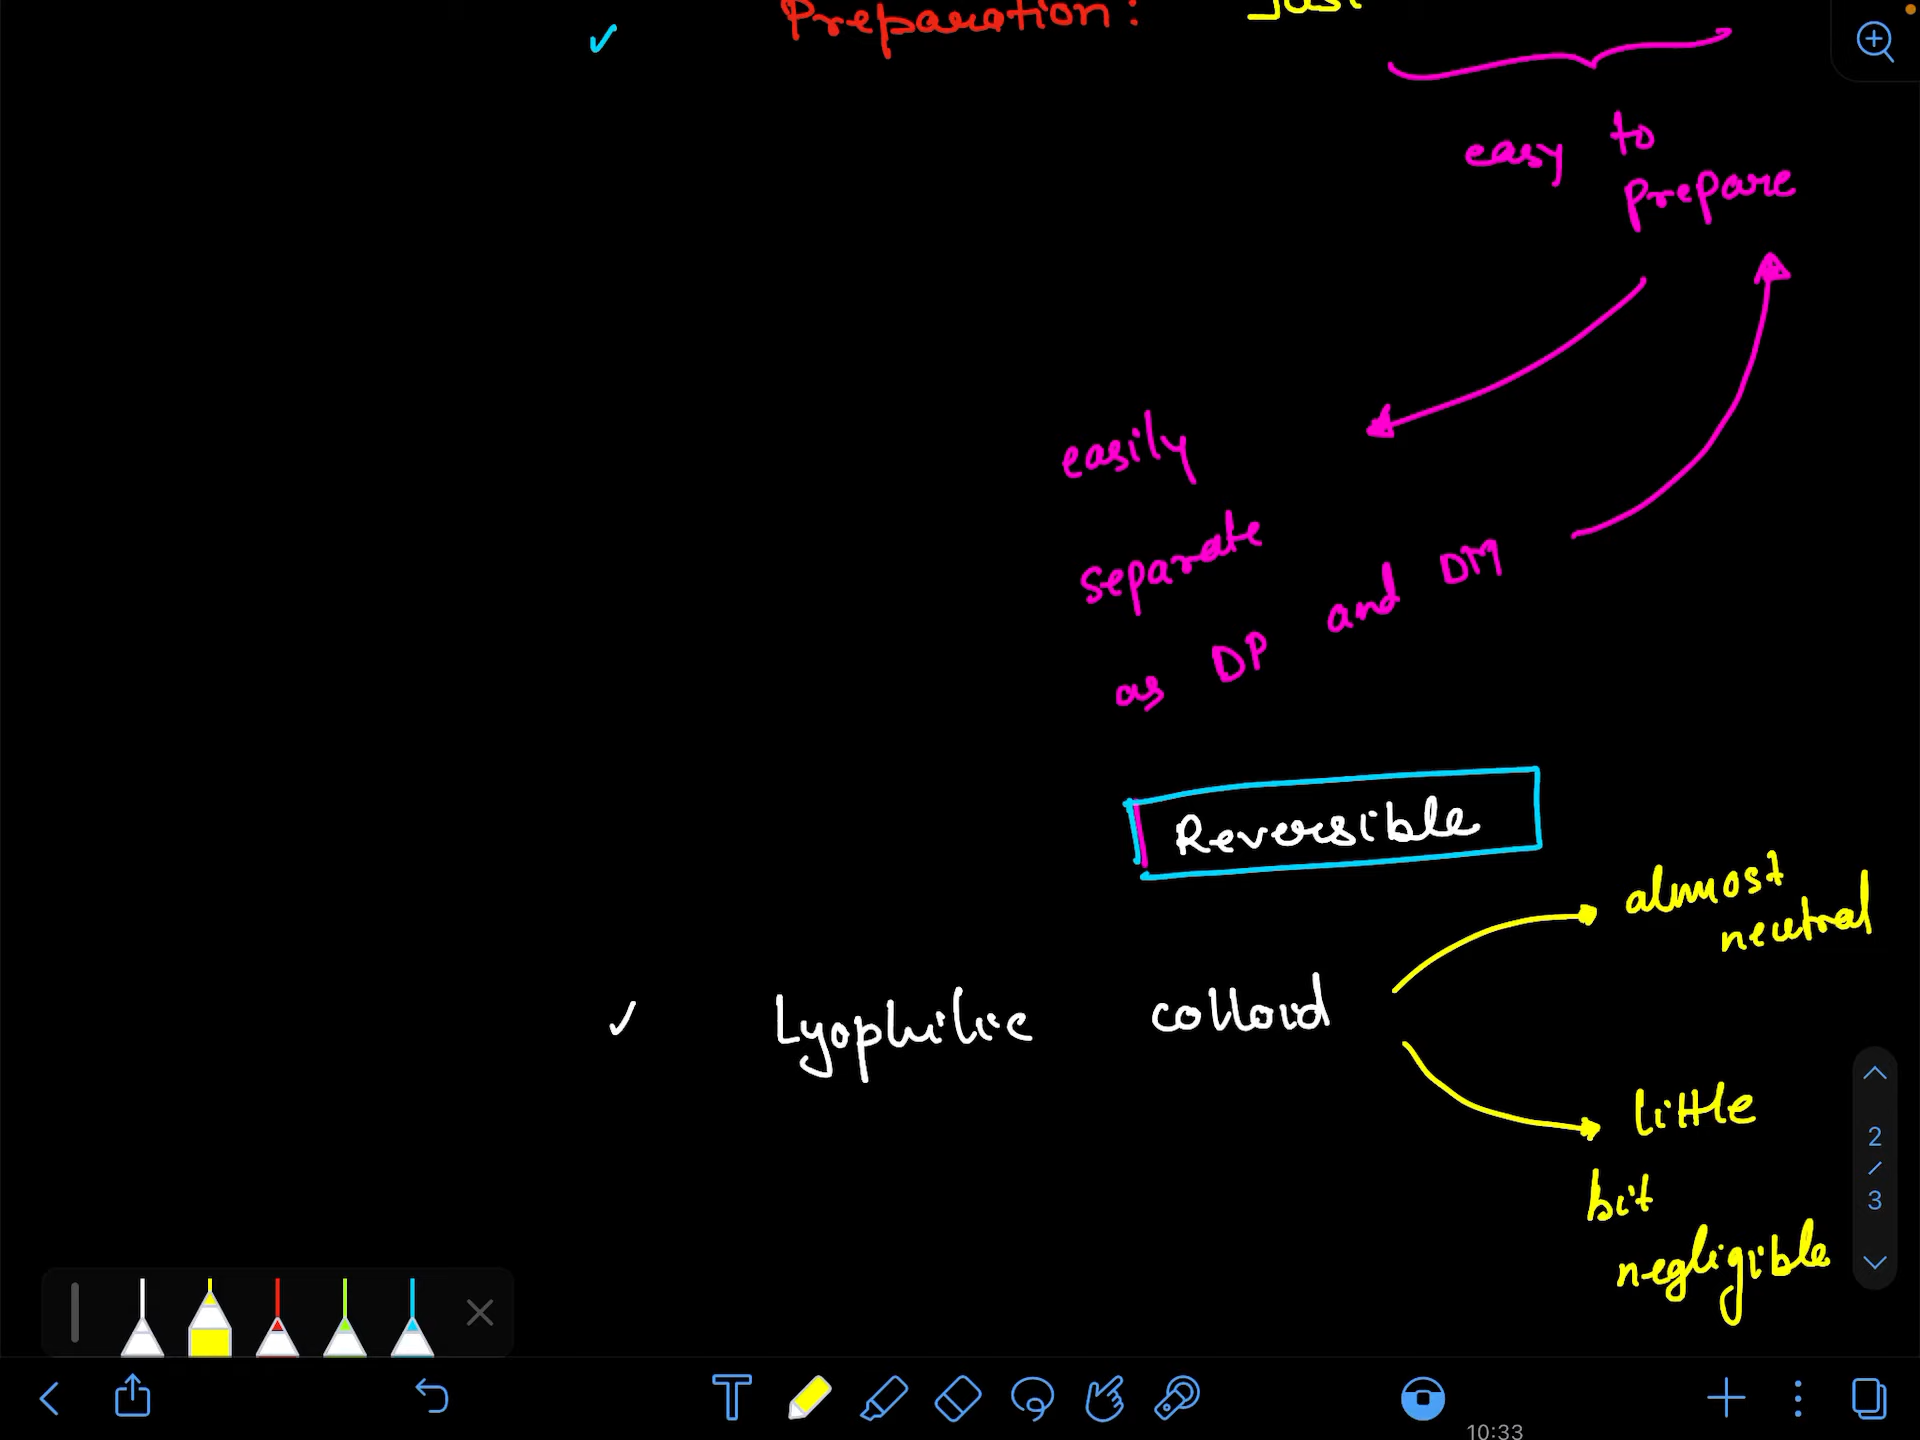 Preparation: Just
easy to
prepare
easily
separate
as DP and DM
Reversible
almost
neutral
Lyophilic colloid
little
bit
negligible
2
/
3
10:33